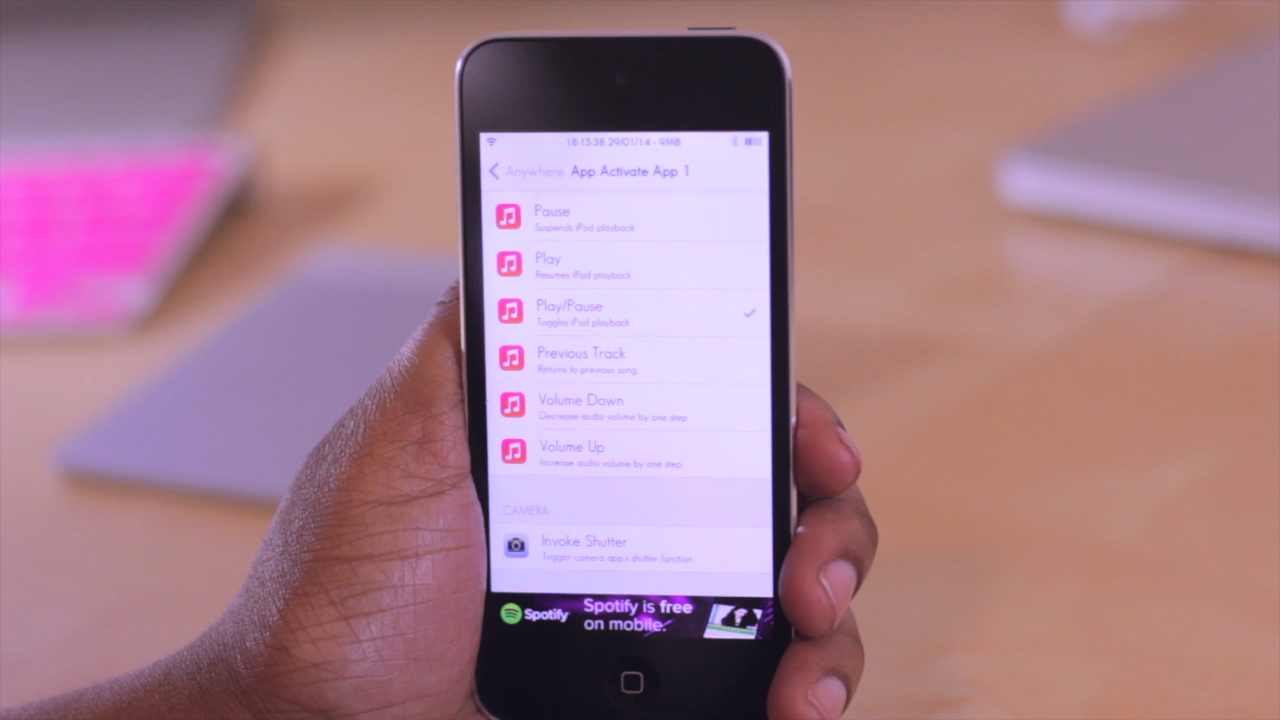 18:15:38 29/01/14 - 9MB
Anywhere App Activate App 1
Pause
Suspends iPod playback
Play
Resumes iPod playback
Play/Pause
Toggles iPod playback
Previous Track
Returns to previous song
Volume Down
Decrease audio volume by one step
Volume Up
Increase audio volume by one step
CAMERA
Invoke Shutter
Trigger camera app's shutter function
Spotify
Spotify is free
on mobile.